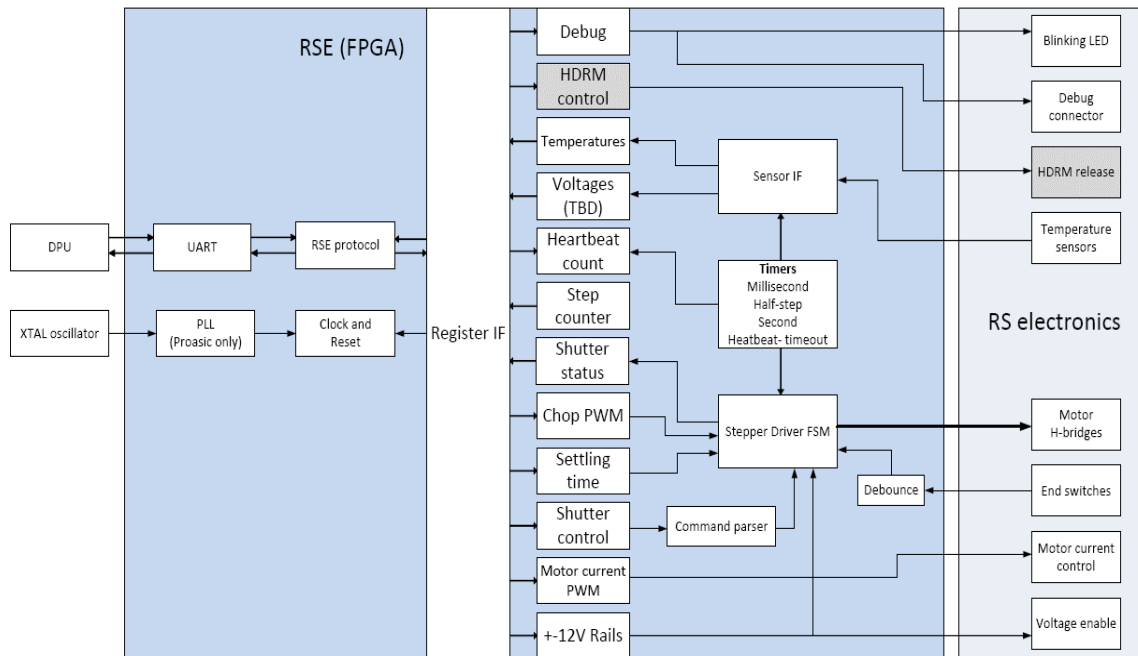 RSE (FPGA)
DPU
UART
RSE protocol
XTAL oscillator
PLL
(Proasic only)
Clock and
Reset
Register IF
Debug
HDRM
control
Temperatures
Voltages
(TBD)
Heartbeat
count
Step
counter
Shutter
status
Chop PWM
Settling
time
Shutter
control
Motor current
PWM
+-12V Rails
Sensor IF
Timers
Millisecond
Half-step
Second
Heatbeat- timeout
Stepper Driver FSM
Debounce
Command parser
Blinking LED
Debug
connector
HDRM release
Temperature
sensors
RS electronics
Motor
H-bridges
End switches
Motor current
control
Voltage enable